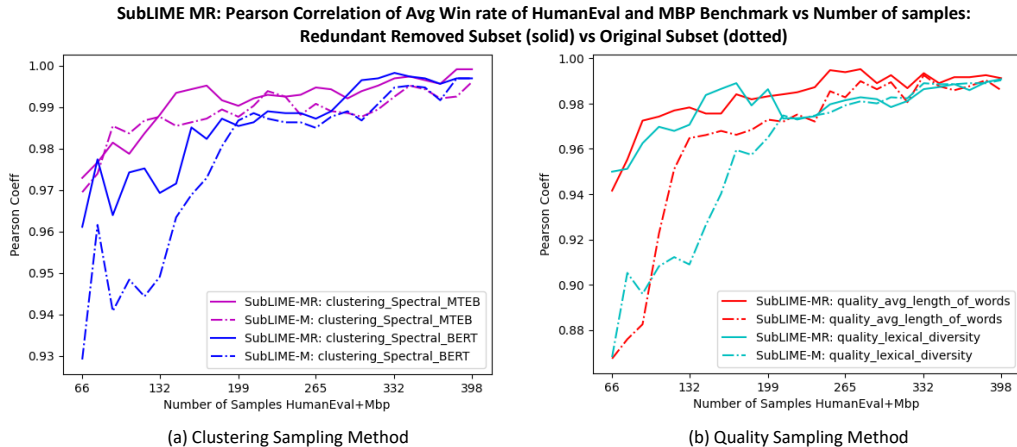 SubLIME MR: Pearson Correlation of Avg Win rate of HumanEval and MBP Benchmark vs Number of samples:
Redundant Removed Subset (solid) vs Original Subset (dotted)
Pearson Coeff
1.00
0.99
0.98
0.97
0.96
0.95
0.94
0.93
66
132
199
265
332
398
Number of Samples HumanEval+Mbp
SubLIME-MR: clustering_Spectral_MTEB
SubLIME-M: clustering_Spectral_MTEB
SubLIME-MR: clustering_Spectral_BERT
SubLIME-M: clustering_Spectral_BERT
(a) Clustering Sampling Method
Pearson Coeff
1.00
0.98
0.96
0.94
0.92
0.90
0.88
66
132
199
265
332
398
Number of Samples HumanEval+Mbp
SubLIME-MR: quality_avg_length_of_words
SubLIME-M: quality_avg_length_of_words
SubLIME-MR: quality_lexical_diversity
SubLIME-M: quality_lexical_diversity
(b) Quality Sampling Method